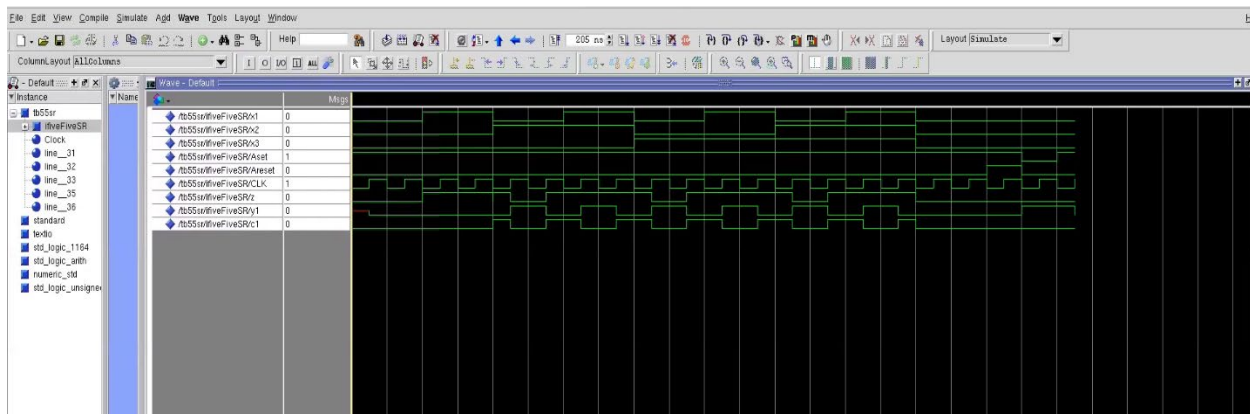 File Edit View Compile Simulate Add Wave Tools Layout Window
Help
205 ns
Layout Simulate
ColumnLayout AllColumns
- Default
Wave - Default
Instance
Name
Msgs
tb55sr
ifiveFiveSR
Clock
line__31
line__32
line__33
line__35
line__36
standard
textio
std_logic_1164
std_logic_arith
numeric_std
std_logic_unsigne
/tb55sr/ifiveFiveSR/x1 0
/tb55sr/ifiveFiveSR/x2 0
/tb55sr/ifiveFiveSR/x3 0
/tb55sr/ifiveFiveSR/Aset 1
/tb55sr/ifiveFiveSR/Areset 0
/tb55sr/ifiveFiveSR/CLK 1
/tb55sr/ifiveFiveSR/z 0
/tb55sr/ifiveFiveSR/y1 0
/tb55sr/ifiveFiveSR/c1 0